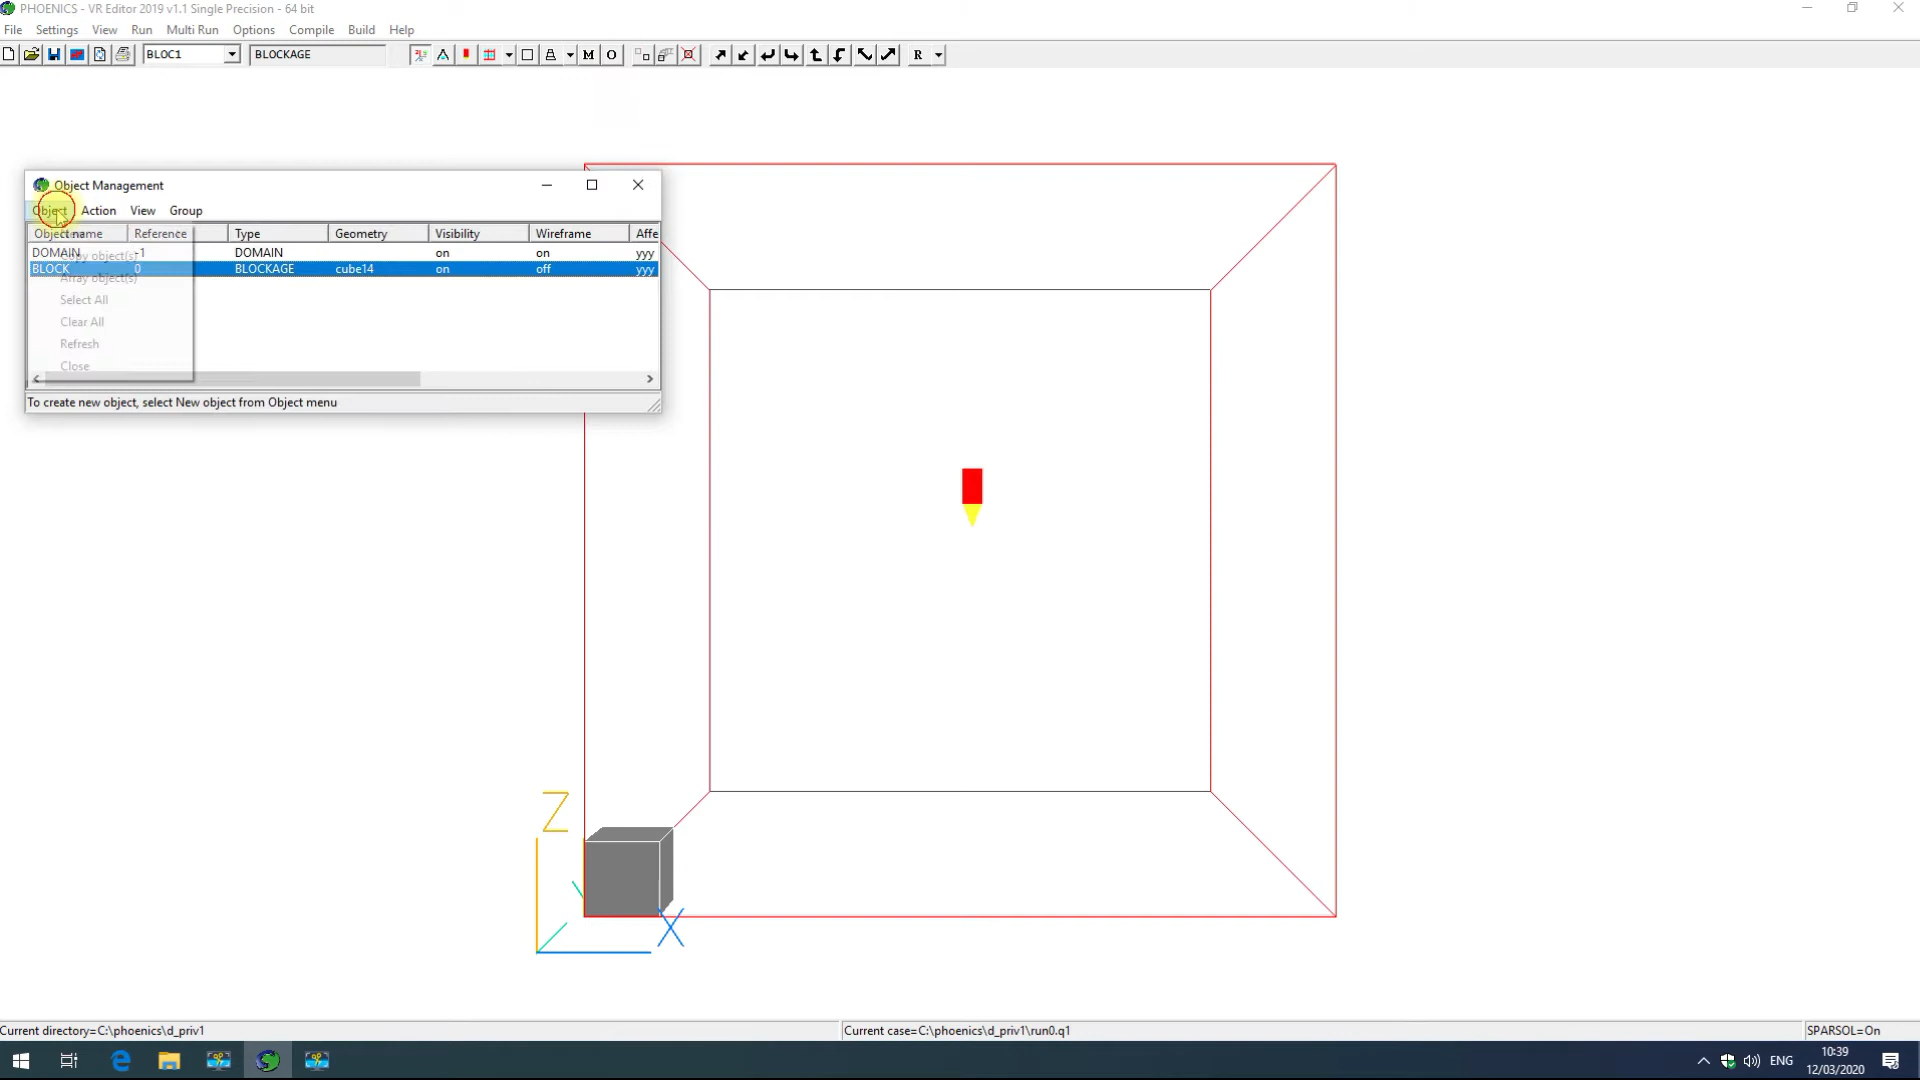 PHOENICS - VR Editor 2019 v1.1 Single Precision - 64 bit
File Settings View Run Multi Run Options Compile Build Help
BLOC1 BLOCKAGE M O R
Object Management
Object Action View Group
Object name Reference Type Geometry Visibility Wireframe Affe
DOMAIN -1 DOMAIN on on yyy
Copy object(s)
BLOCK 0 BLOCKAGE cube14 on off yyy
Array object(s)
Select All
Clear All
Refresh
Close
To create new object, select New object from Object menu
Z
Y
X
Current directory=C:\phoenics\d_priv1 Current case=C:\phoenics\d_priv1\run0.q1 SPARSOL=On
ENG
10:39
12/03/2020